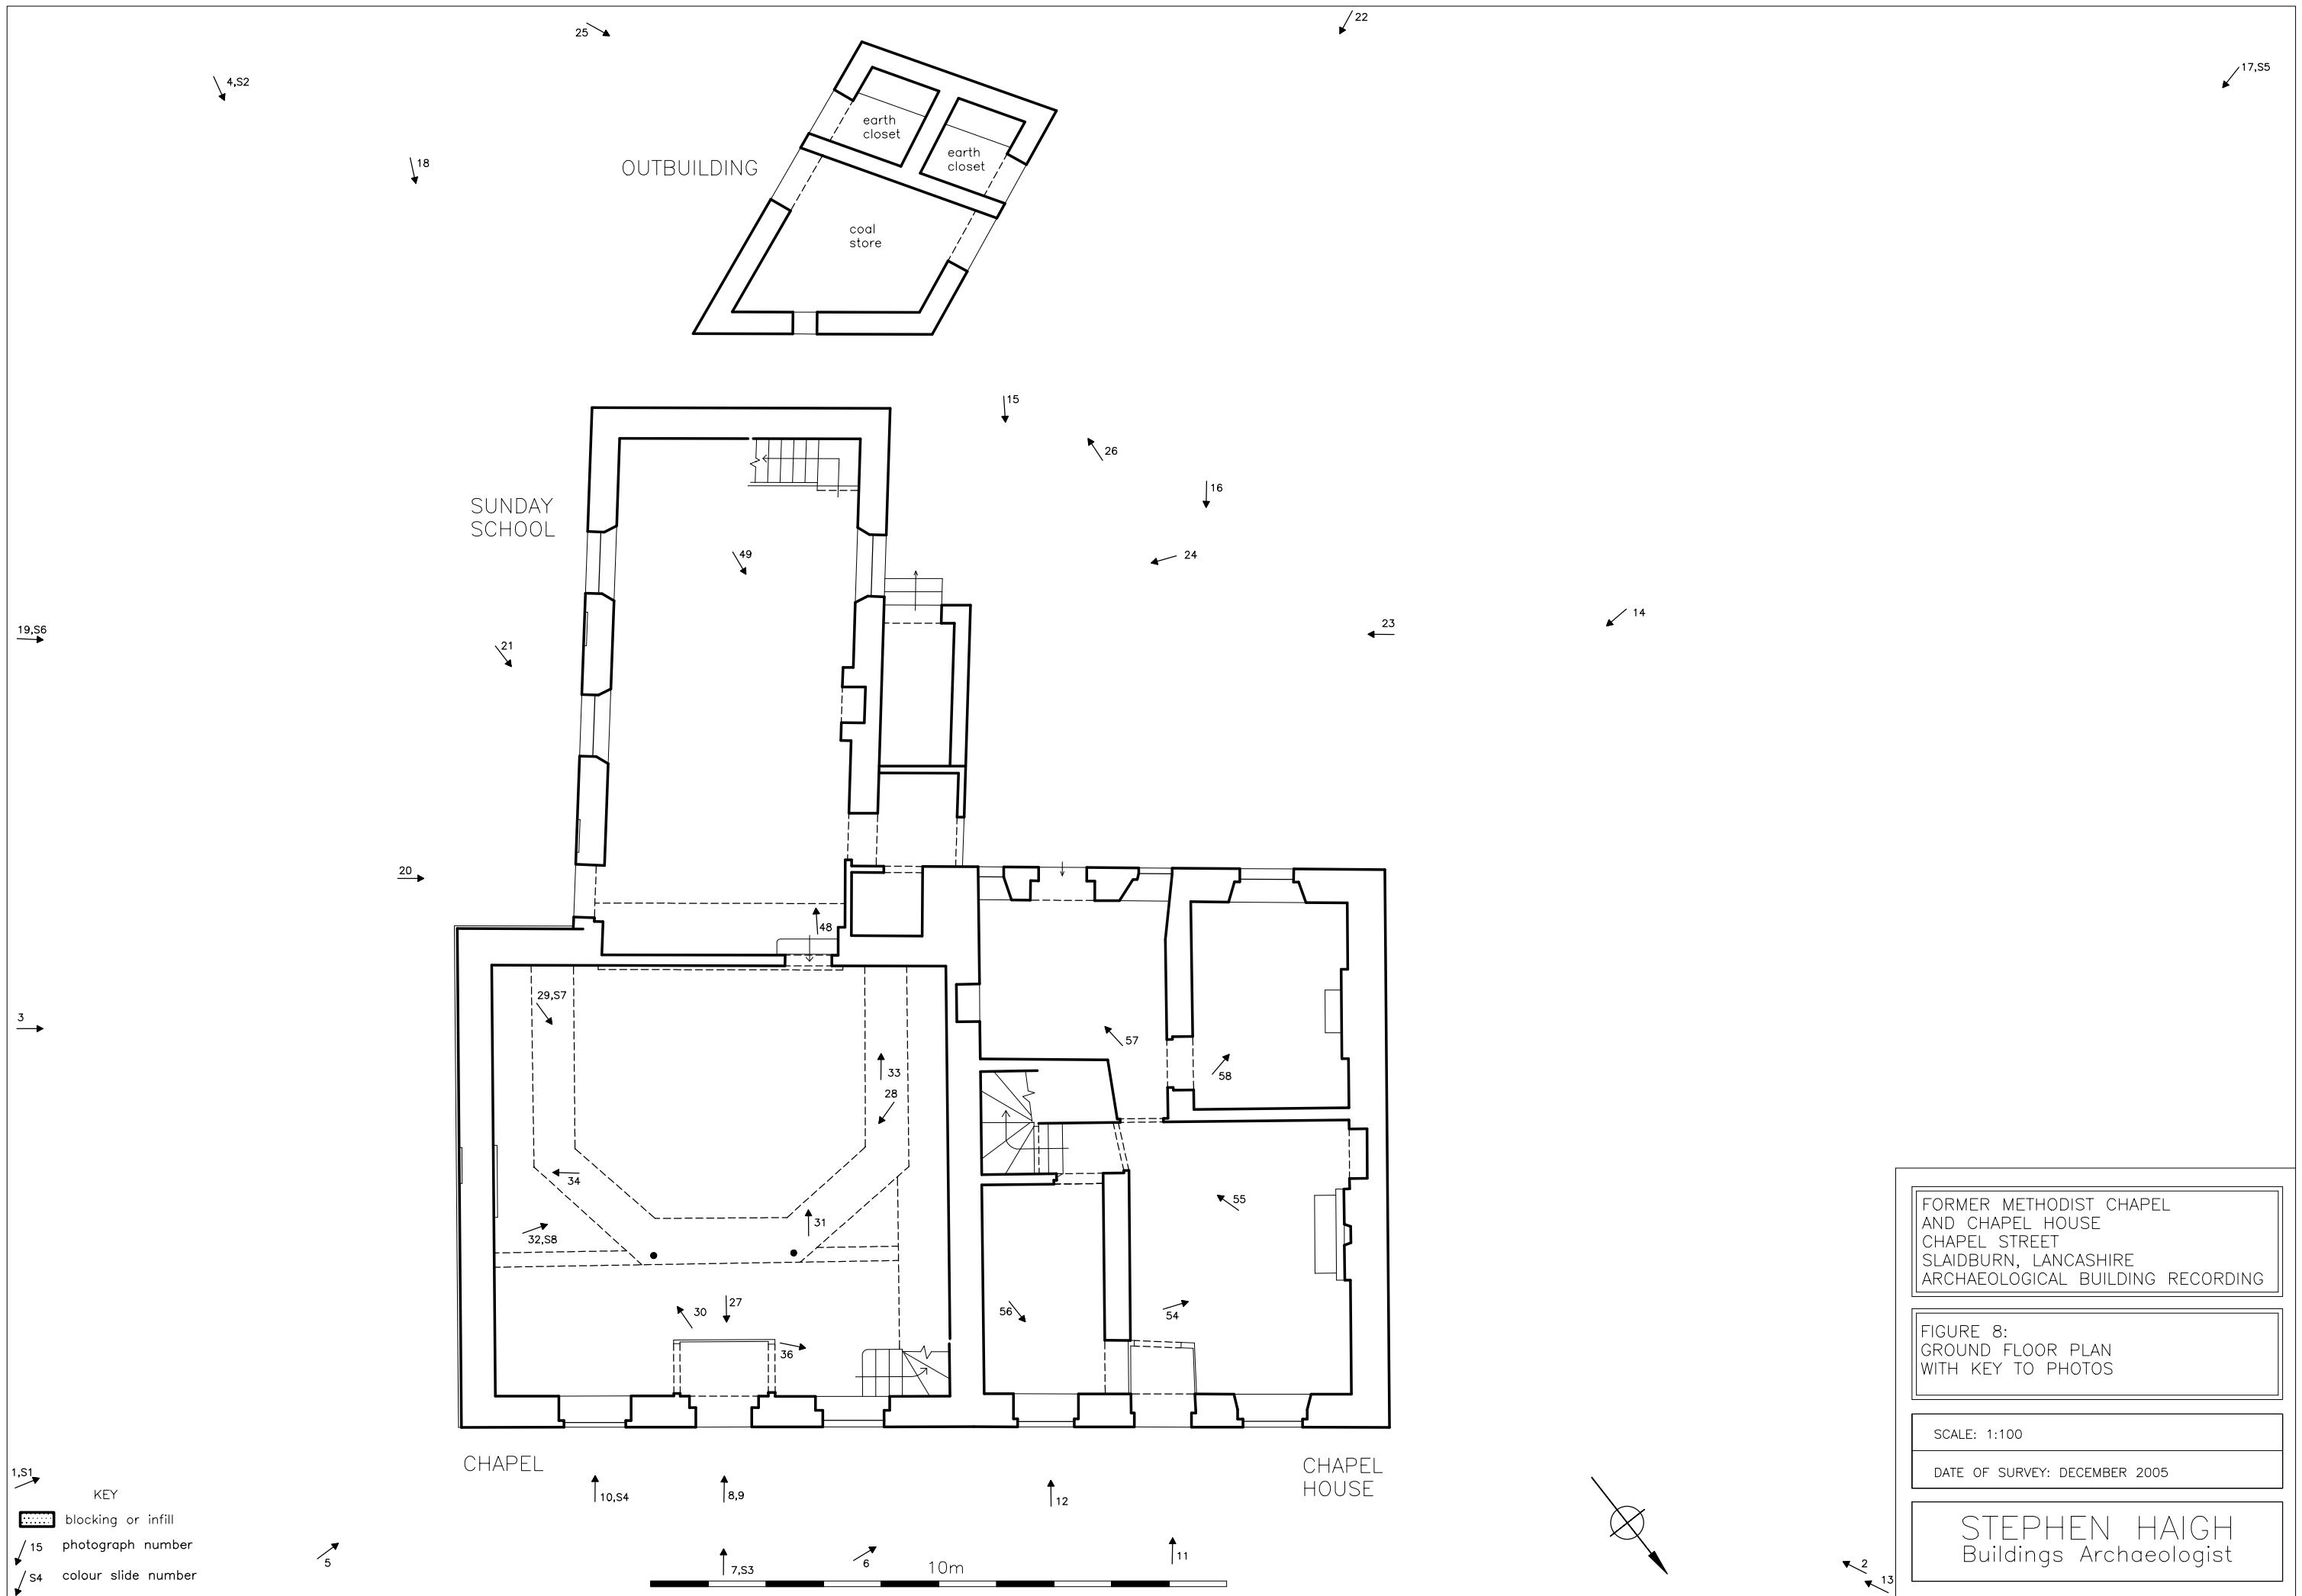 25
22
4,S2
17,S5
earth
closet
earth
closet
18
OUTBUILDING
coal
store
15
26
16
SUNDAY
SCHOOL
49
24
14
23
19,S6
21
20
48
3
29,S7
57
33
58
28
34
55
31
32,S8
27
30
56
54
36
CHAPEL
CHAPEL
HOUSE
1,S1
10,S4
8,9
12
KEY
blocking or infill
15 photograph number
S4 colour slide number
5
7,S3
6
10m
11
2
13
FORMER METHODIST CHAPEL
AND CHAPEL HOUSE
CHAPEL STREET
SLAIDBURN, LANCASHIRE
ARCHAEOLOGICAL BUILDING RECORDING
FIGURE 8:
GROUND FLOOR PLAN
WITH KEY TO PHOTOS
SCALE: 1:100
DATE OF SURVEY: DECEMBER 2005
STEPHEN HAIGH
Buildings Archaeologist